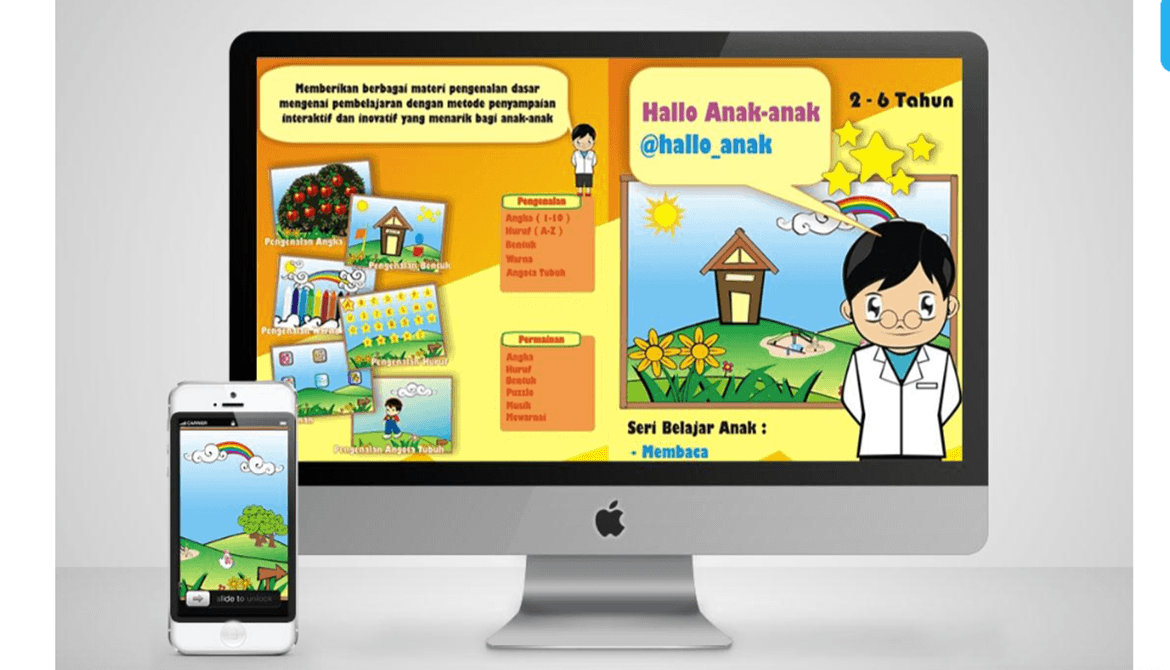 Memberikan berbagai materi pengenalan dasar
mengenai pembelajaran dengan metode penyampaian
interaktif dan inovatif yang menarik bagi anak-anak
Pengenalan Angka
Pengenalan Bentuk
Pengenalan Warna
Pengenalan Huruf
Pengenalan Angota Tubuh
Pengenalan
Angka ( 1-10 )
Huruf ( A-Z )
Bentuk
Warna
Angota Tubuh
Permainan
Angka
Huruf
Bentuk
Puzzle
Musik
Mewarnai
Hallo Anak-anak
@hallo_anak
2 - 6 Tahun
Seri Belajar Anak :
- Membaca
CARRIER
slide to unlock